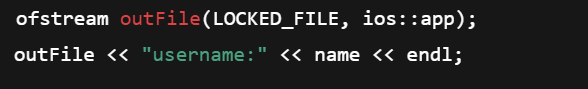 ofstream outFile(LOCKED_FILE, ios::app);
outFile << "username:" << name << endl;